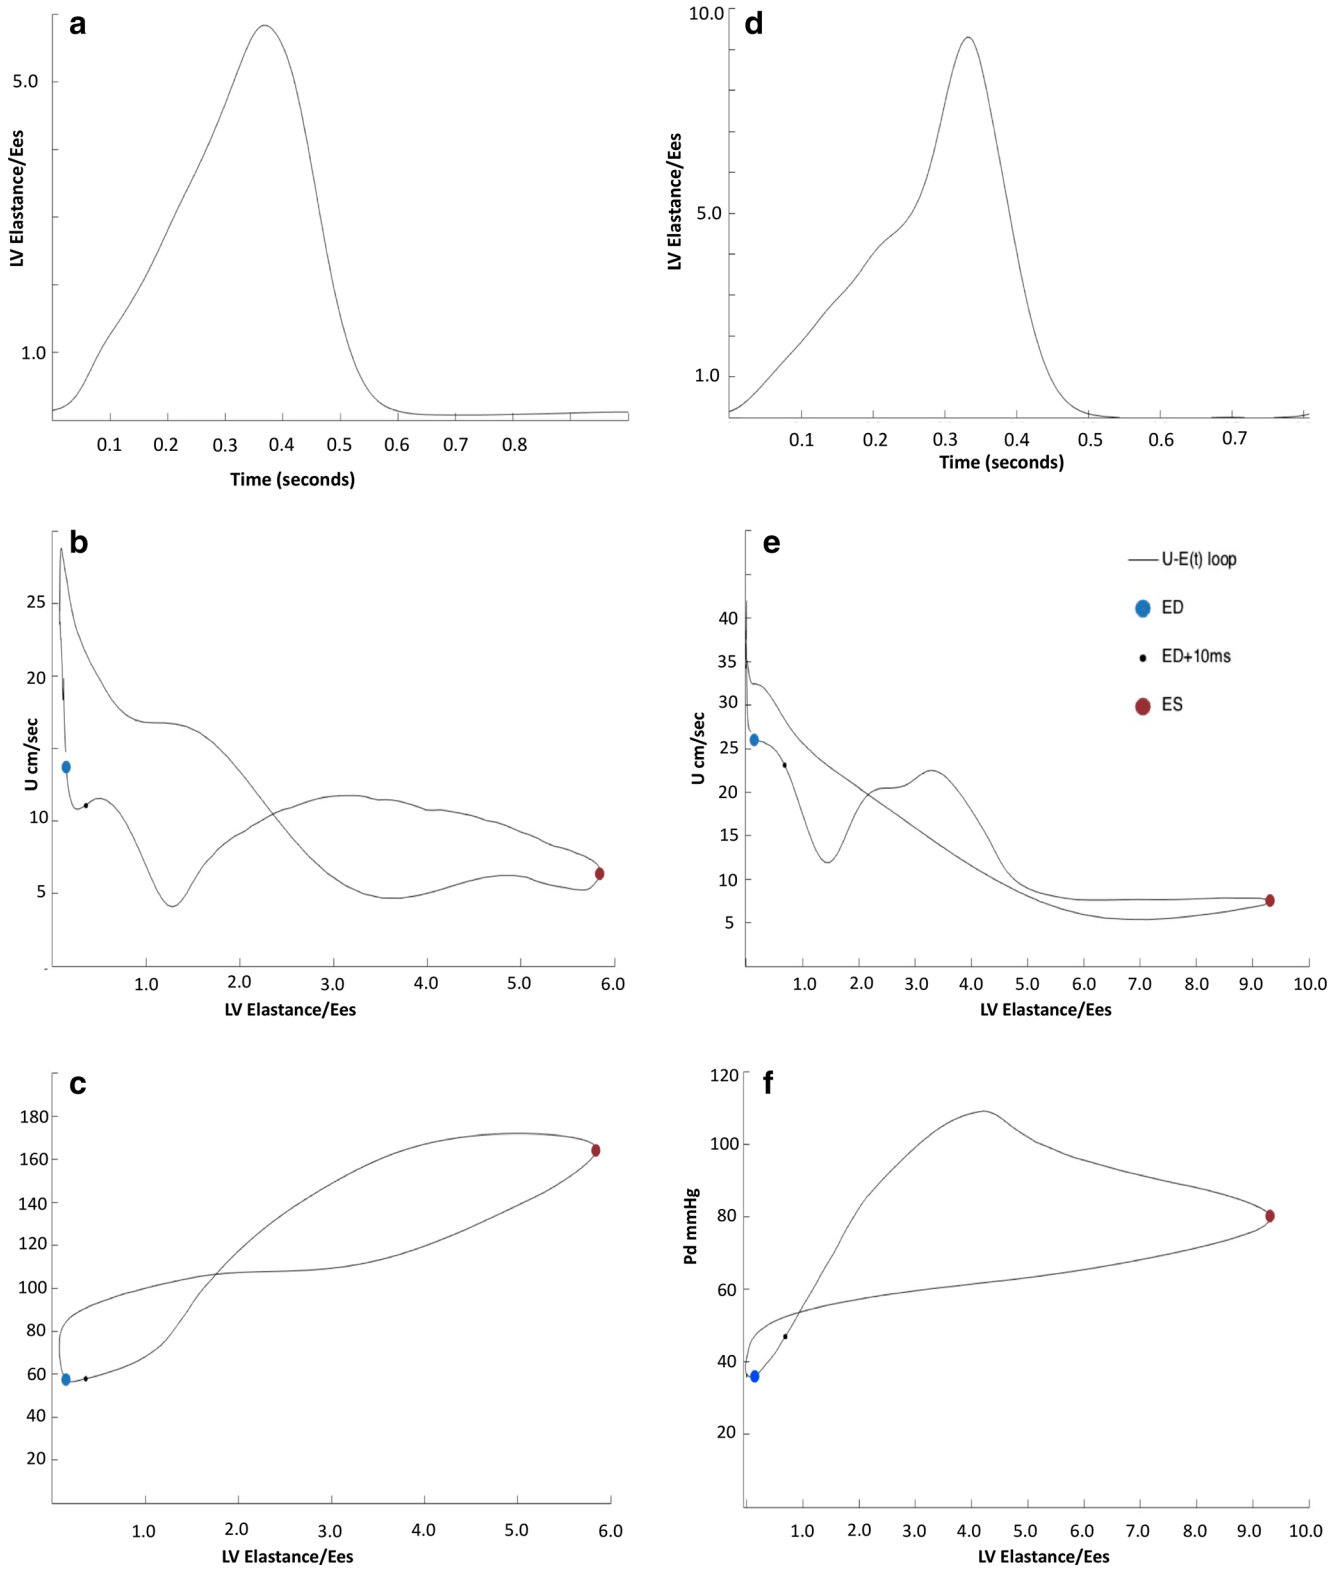 a
5.0
1.0
LV Elastance/Ees
0.1 0.2 0.3 0.4 0.5 0.6 0.7 0.8
Time (seconds)
d
10.0
5.0
1.0
LV Elastance/Ees
0.1 0.2 0.3 0.4 0.5 0.6 0.7
Time (seconds)
b
25
20
10
5
U cm/sec
1.0 2.0 3.0 4.0 5.0 6.0
LV Elastance/Ees
e
U-E(t) loop
ED
ED+10ms
ES
40
35
30
25
20
15
10
5
U cm/sec
1.0 2.0 3.0 4.0 5.0 6.0 7.0 8.0 9.0 10.0
LV Elastance/Ees
c
180
160
140
120
100
80
60
40
20
1.0 2.0 3.0 4.0 5.0 6.0
LV Elastance/Ees
f
120
100
80
60
40
20
Pd mmHg
1.0 2.0 3.0 4.0 5.0 6.0 7.0 8.0 9.0 10.0
LV Elastance/Ees